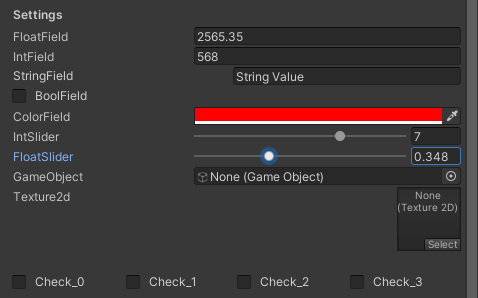 Settings
FloatField 2565.35
IntField 568
StringField String Value
BoolField
ColorField
IntSlider 7
FloatSlider 0.348
GameObject None (Game Object)
Texture2d None
(Texture 2D)
Select
Check_0 Check_1 Check_2 Check_3